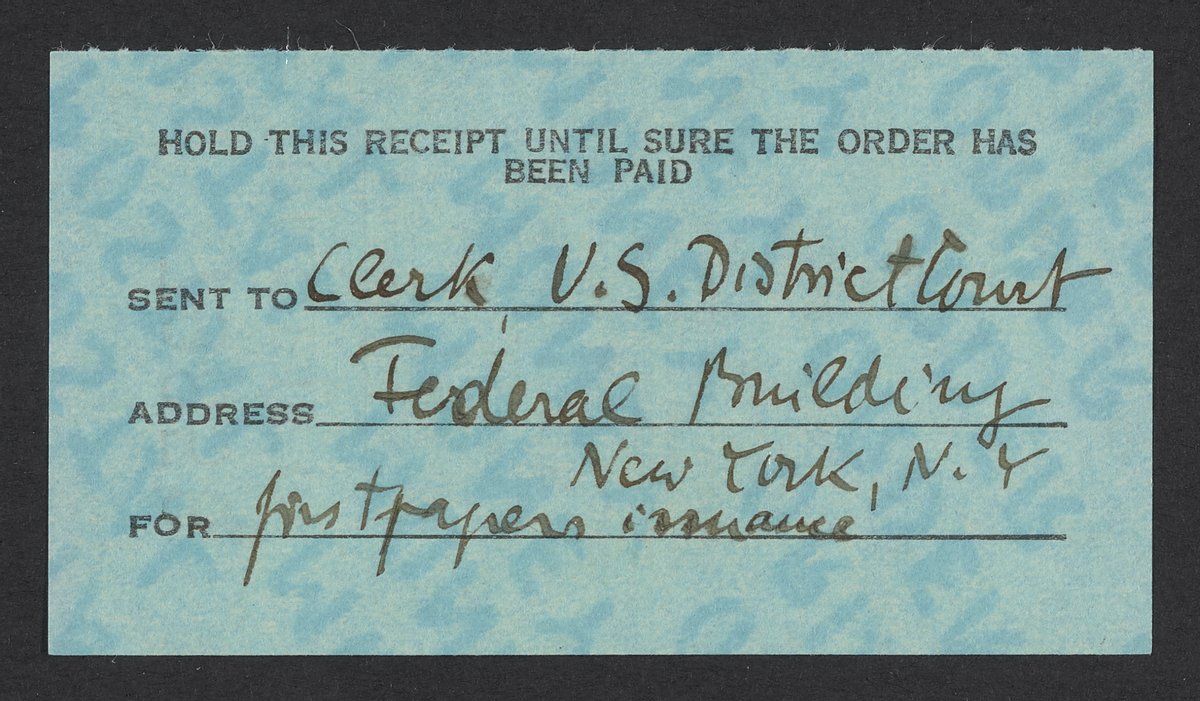 HOLD THIS RECEIPT UNTIL SURE THE ORDER HAS
BEEN PAID
SENT TO Clerk U.S. District Court
ADDRESS Federal Building
New York, N.Y
FOR first papers issuance